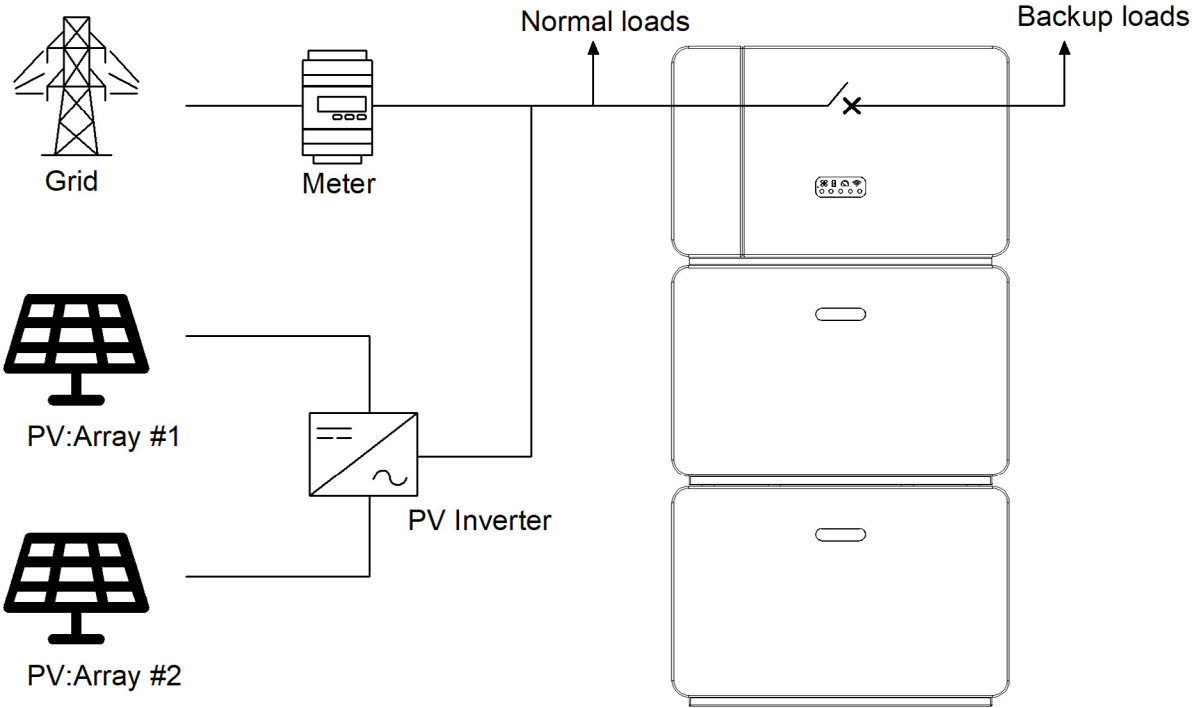 Normal loads
Backup loads
Grid
Meter
PV:Array #1
PV Inverter
PV:Array #2